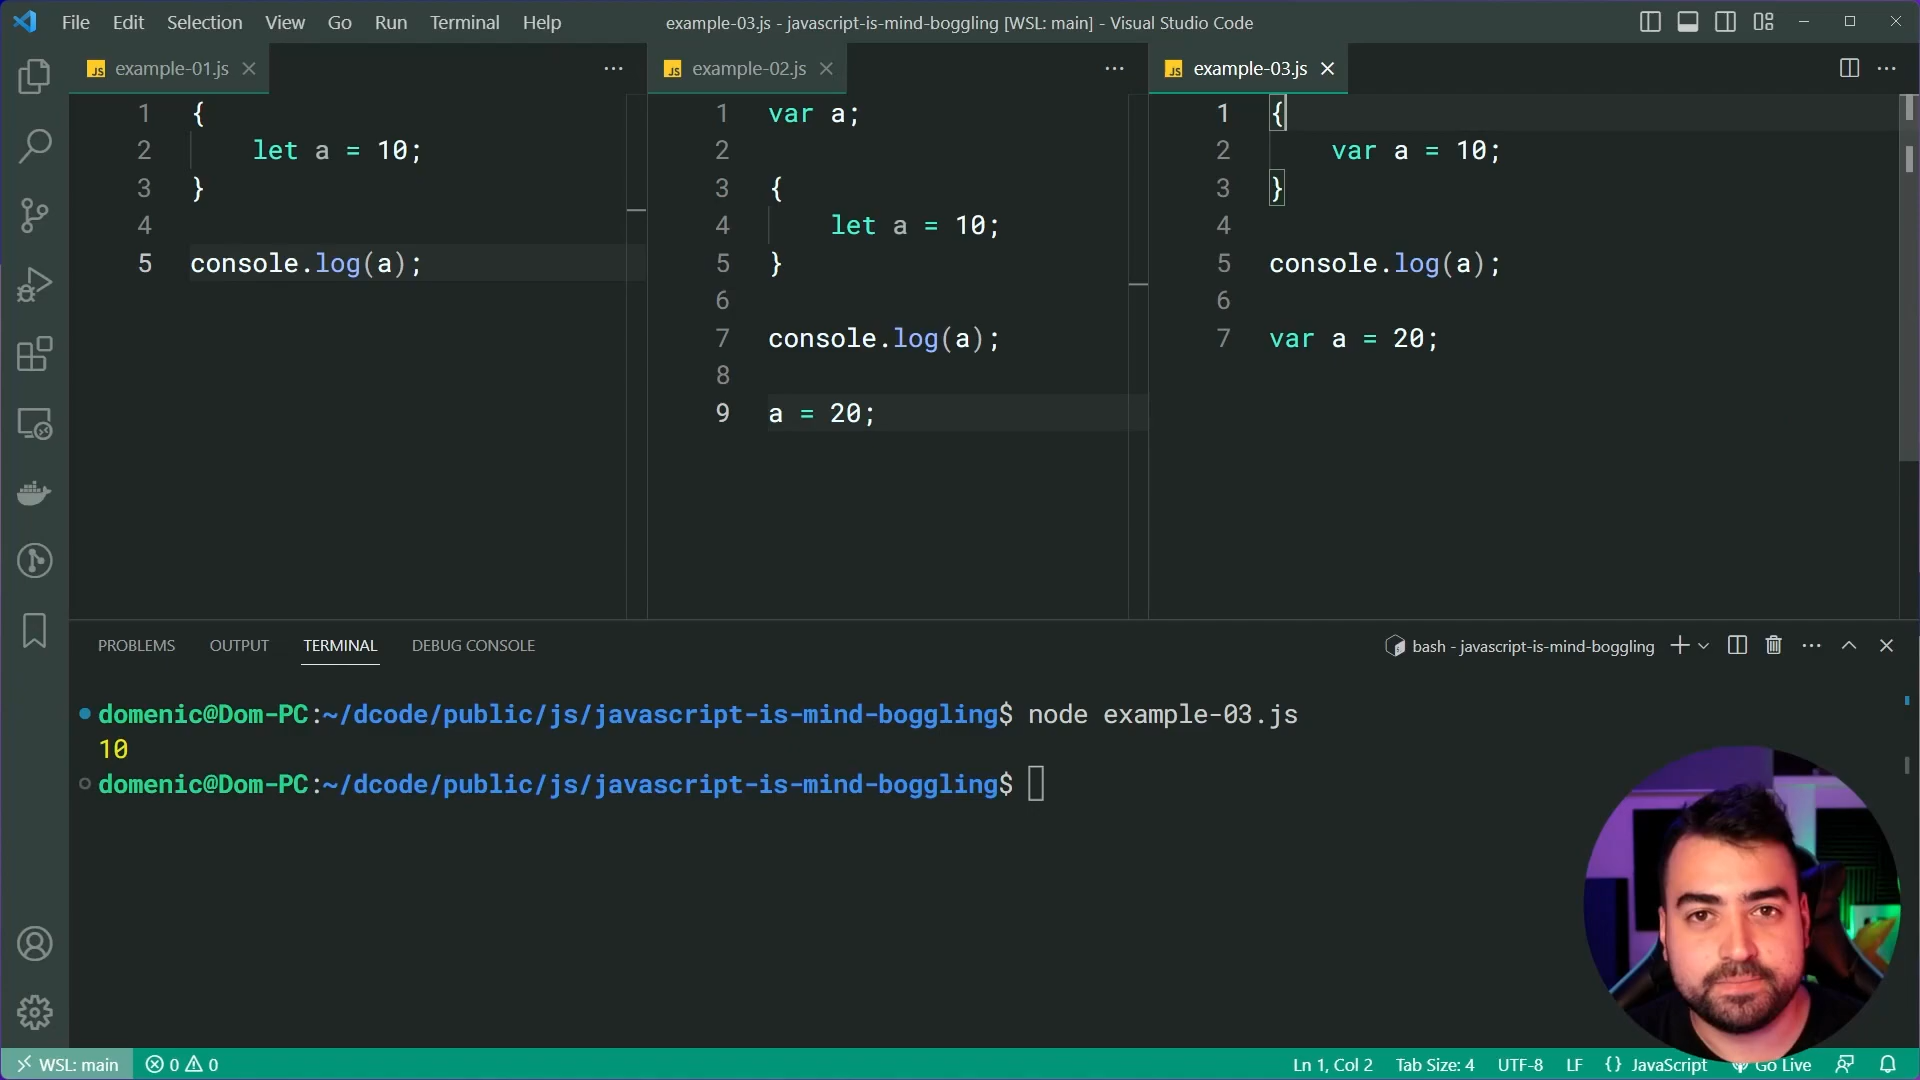 File Edit Selection View Go Run Terminal Help
example-03.js - javascript-is-mind-boggling [WSL: main] - Visual Studio Code
JS example-01.js
1 {
2 let a = 10;
3 }
4
5 console.log(a);
JS example-02.js
1 var a;
2
3 {
4 let a = 10;
5 }
6
7 console.log(a);
8
9 a = 20;
JS example-03.js
1 {
2 var a = 10;
3 }
4
5 console.log(a);
6
7 var a = 20;
PROBLEMS OUTPUT TERMINAL DEBUG CONSOLE
bash - javascript-is-mind-boggling
domenic@Dom-PC:~/dcode/public/js/javascript-is-mind-boggling$ node example-03.js
10
domenic@Dom-PC:~/dcode/public/js/javascript-is-mind-boggling$
WSL: main 0 0 Ln 1, Col 2 Tab Size: 4 UTF-8 LF {} JavaScript Go Live